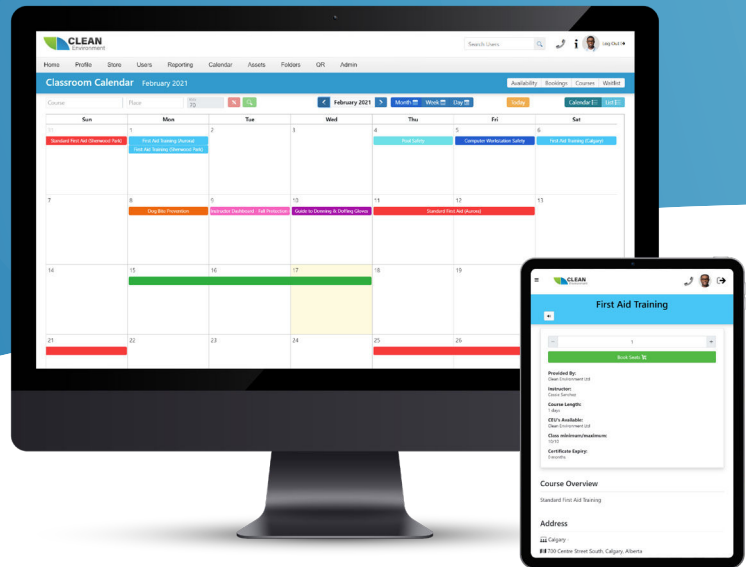 CLEAN
Environment
Search Users
Log Out
Home Profile Store Users Reporting Calendar Assets Folders QR Admin
Classroom Calendar February 2021
Availability Bookings Courses Waitlist
Course Place 10 February 2021 Month Week Day Today Calendar List
Sun Mon Tue Wed Thu Fri Sat
31 1 2 3 4 5 6
Standard First Aid (Sherwood Park) First Aid Training (Aurora) Computer Workstation Safety First Aid Training (Calgary)
First Aid Training (Sherwood Park)
7 8 9 10 11 12 13
Dog Bite Prevention Instructor Dashboard - Fall Protection Guide to Donning & Doffing Gloves Standard First Aid (Aurora)
14 15 16 17 18 19
21 22 23 24 25 26
CLEAN
First Aid Training
1
Book Seats
Provided By:
Clean Environment Ltd
Instructor:
Course Length:
1 days
CEU's Available:
Clean Environment Ltd
Class minimum/maximum:
10/10
Certificate Expiry:
Course Overview
Standard First Aid Training
Address
Calgary
700 Center Street South, Calgary, Alberta